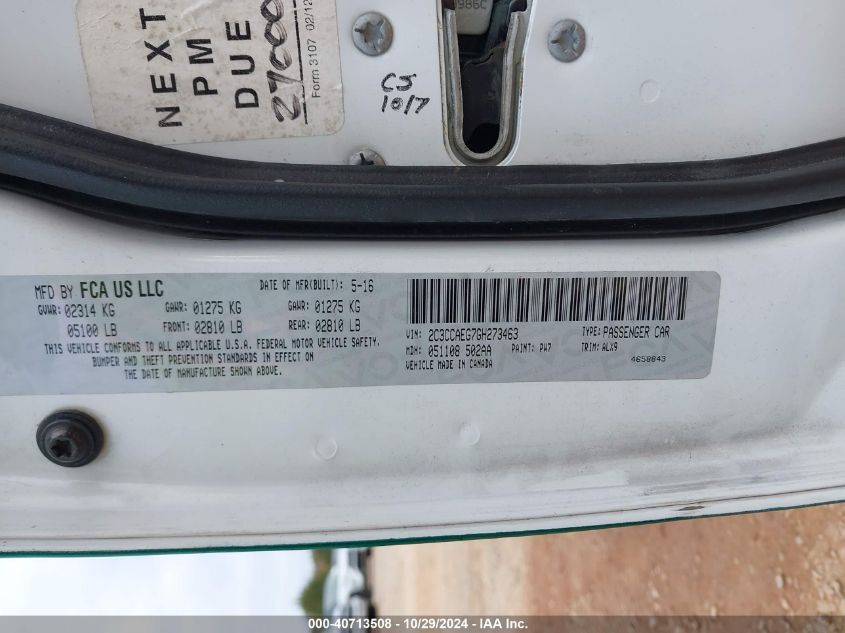 986C
NEXT
PM
DUE
27000
Form 3107 02/12
CJ
10/7
MFD BY FCA US LLC
DATE OF MFR(BUILT): 5-16
GVWR: 02314 KG
GAWR: 01275 KG
GAWR: 01275 KG
05100 LB
FRONT: 02810 LB
REAR: 02810 LB
THIS VEHICLE CONFORMS TO ALL APPLICABLE U.S.A. FEDERAL MOTOR VEHICLE SAFETY,
BUMPER AND THEFT PREVENTION STANDARDS IN EFFECT ON
THE DATE OF MANUFACTURE SHOWN ABOVE.
VIN: 2C3CCAEG7GH273463
TYPE: PASSENGER CAR
MDH: 051108 502AA
PAINT: PW7
TRIM: ALX9
VEHICLE MADE IN CANADA
4658843
000-40713508 - 10/29/2024 - IAA Inc.